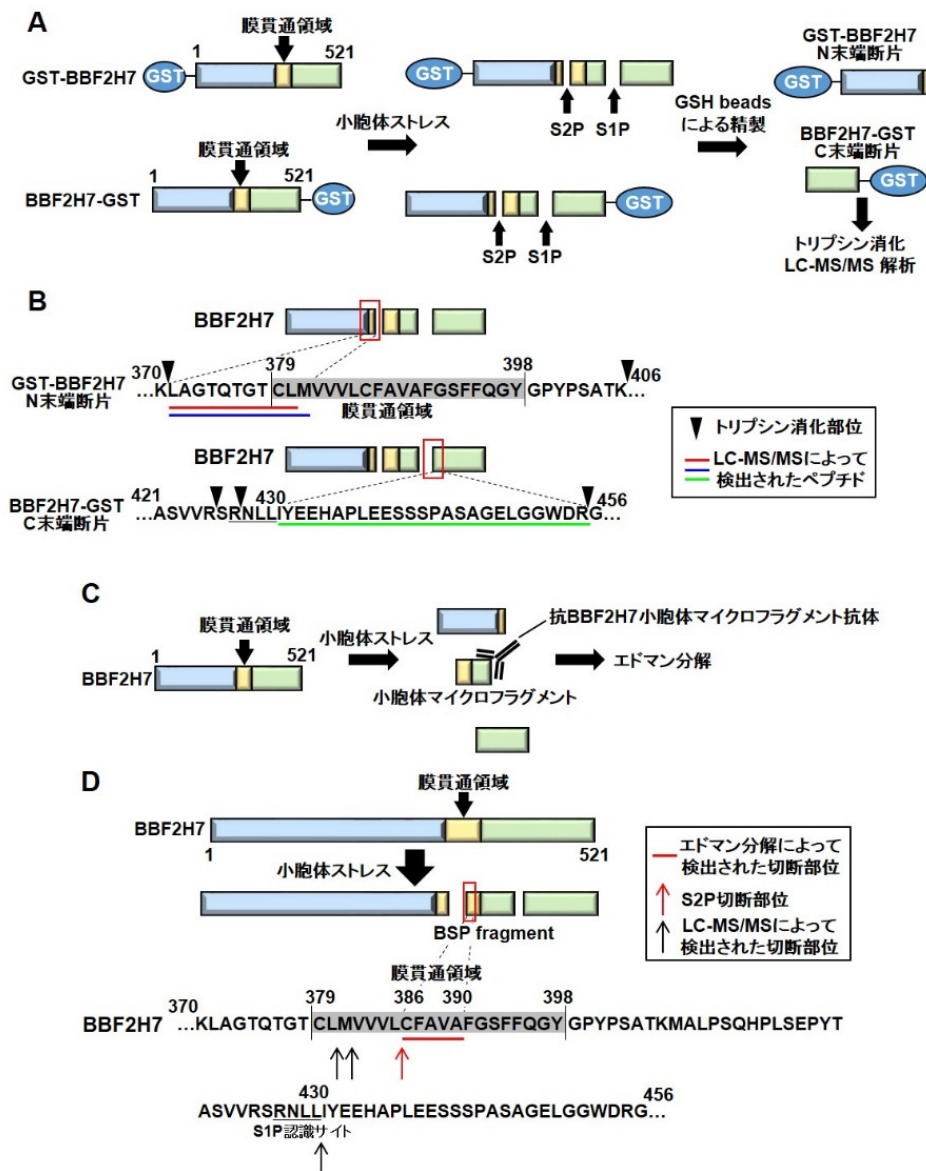 A
膜貫通領域
1
521
GST-BBF2H7
GST
小胞体ストレス
GST
S2P
S1P
GSH beads
による精製
GST-BBF2H7
N末端断片
GST
膜貫通領域
1
521
BBF2H7-GST
GST
GST
S2P
S1P
BBF2H7-GST
C末端断片
GST
トリプシン消化
LC-MS/MS 解析
B
BBF2H7
370
379
398
406
GST-BBF2H7
N末端断片
...KLAGTQTGTCLMVVVLCFAVAFGSFFQGYGPYPSATK...
膜貫通領域
BBF2H7
421
430
456
BBF2H7-GST
C末端断片
...ASVVRSRNLLIYEEHAPLEESSSPASAGELGGWDRG...
トリプシン消化部位
LC-MS/MSによって
検出されたペプチド
C
膜貫通領域
1
521
BBF2H7
小胞体ストレス
抗BBF2H7小胞体マイクロフラグメント抗体
エドマン分解
小胞体マイクロフラグメント
D
膜貫通領域
BBF2H7
1
521
小胞体ストレス
BSP fragment
膜貫通領域
370
379
386
390
398
BBF2H7
...KLAGTQTGTCLMVVVLCFAVAFGSFFQGYGPYPSATKMALPSQHPLSEPYT
430
456
ASVVRSRNLLIYEEHAPLEESSSPASAGELGGWDRG...
S1P認識サイト
エドマン分解によって
検出された切断部位
S2P切断部位
LC-MS/MSによって
検出された切断部位